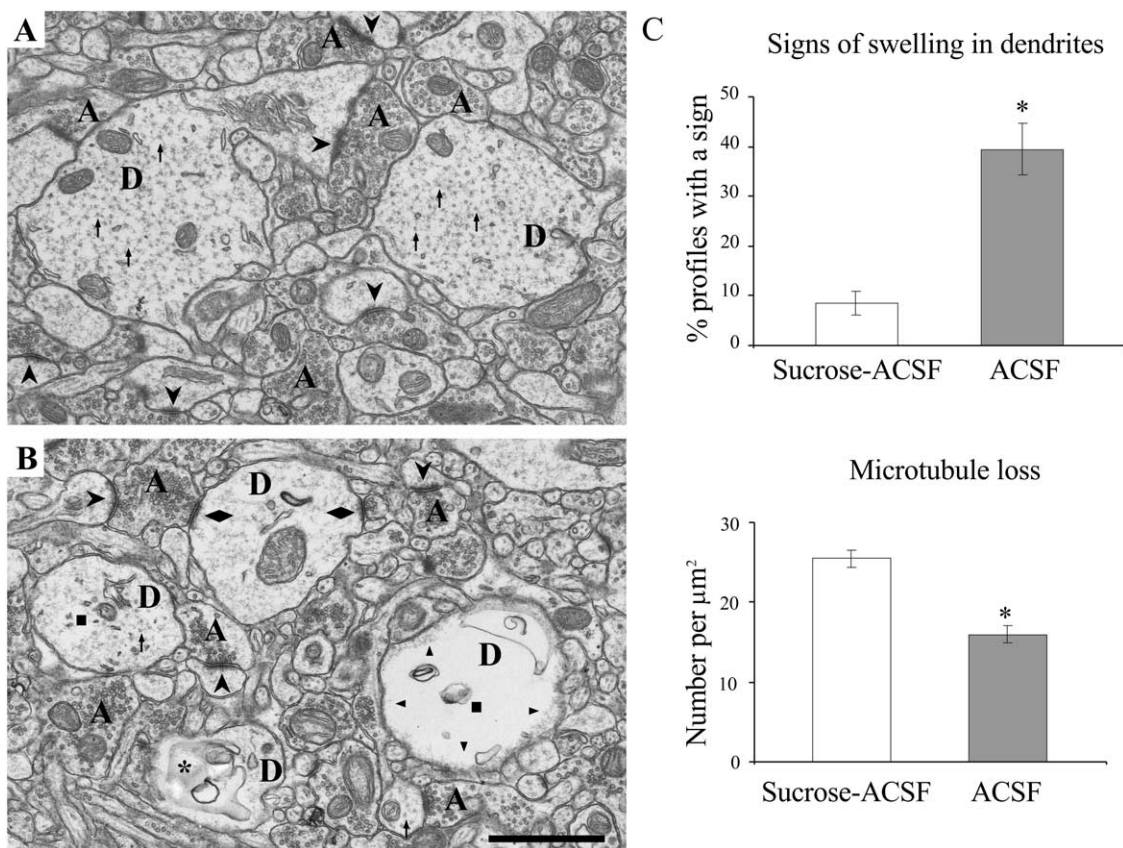 A
A
A
A
A
D
D
A
B
A
D
A
D
A
D
A
D
*
A
C
Signs of swelling in dendrites
% profiles with a sign
50
40
30
20
10
0
*
Sucrose-ACSF ACSF
Microtubule loss
Number per µm²
30
20
10
0
*
Sucrose-ACSF ACSF